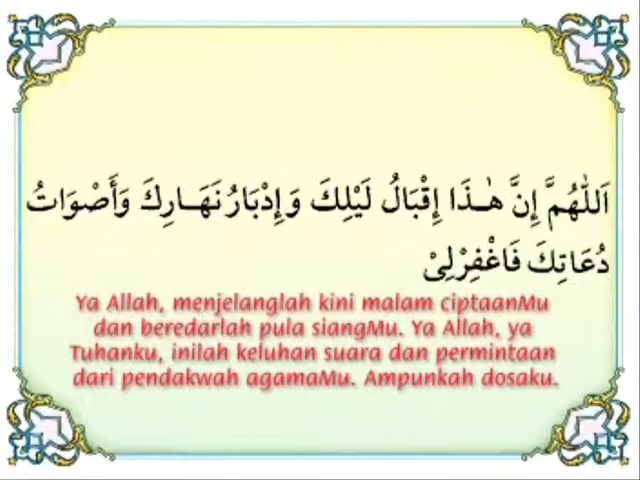 اَللّٰهُمَّ إِنَّ هٰذَا إِقْبَالُ لَيْلِكَ وَإِدْبَارُ نَهَارِكَ وَأَصْوَاتُ
دُعَاتِكَ فَاغْفِرْلِيْ
Ya Allah, menjelanglah kini malam ciptaanMu
dan beredarlah pula siangMu. Ya Allah, ya
Tuhanku, inilah keluhan suara dan permintaan
dari pendakwah agamaMu. Ampunkah dosaku.